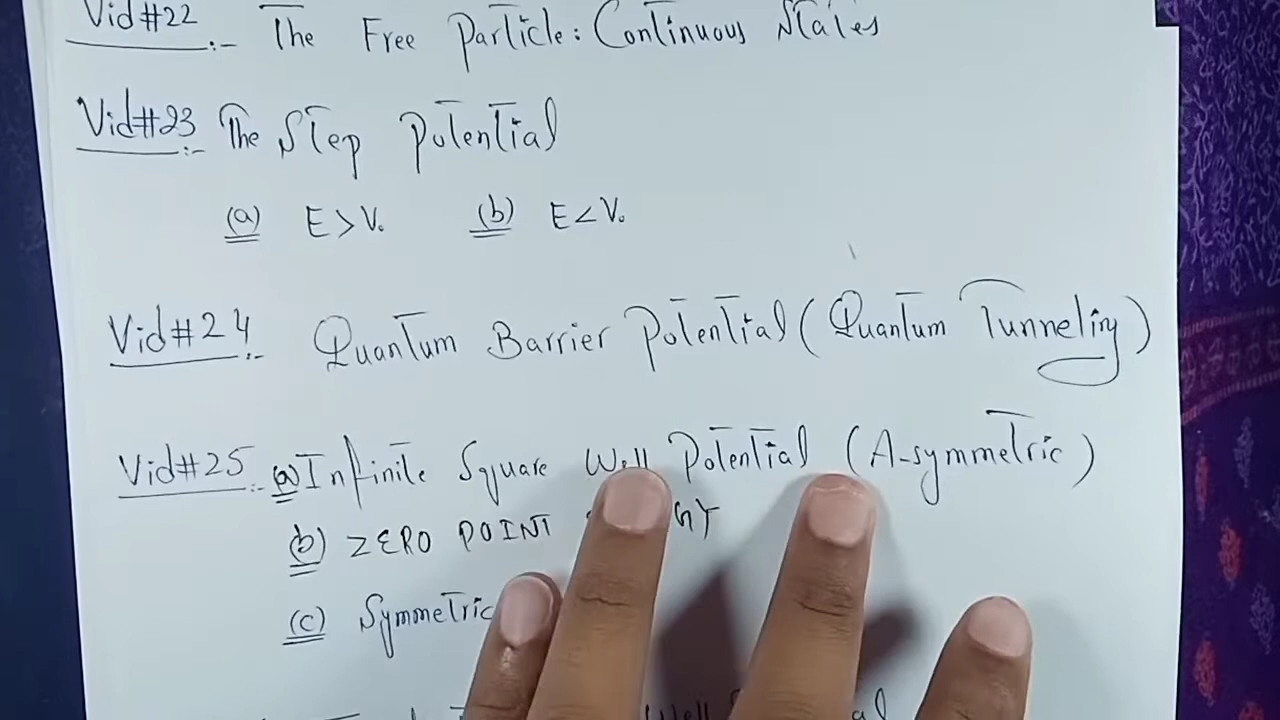 Vid#22 :- The Free Particle: Continuous States
Vid#23 :- The Step Potential
(a) E > V₀ (b) E < V₀
Vid#24 :- Quantum Barrier Potential (Quantum Tunneling)
Vid#25 :- (a) Infinite Square Well Potential (A-symmetric)
(b) ZERO POINT
(c) Symmetric
Well